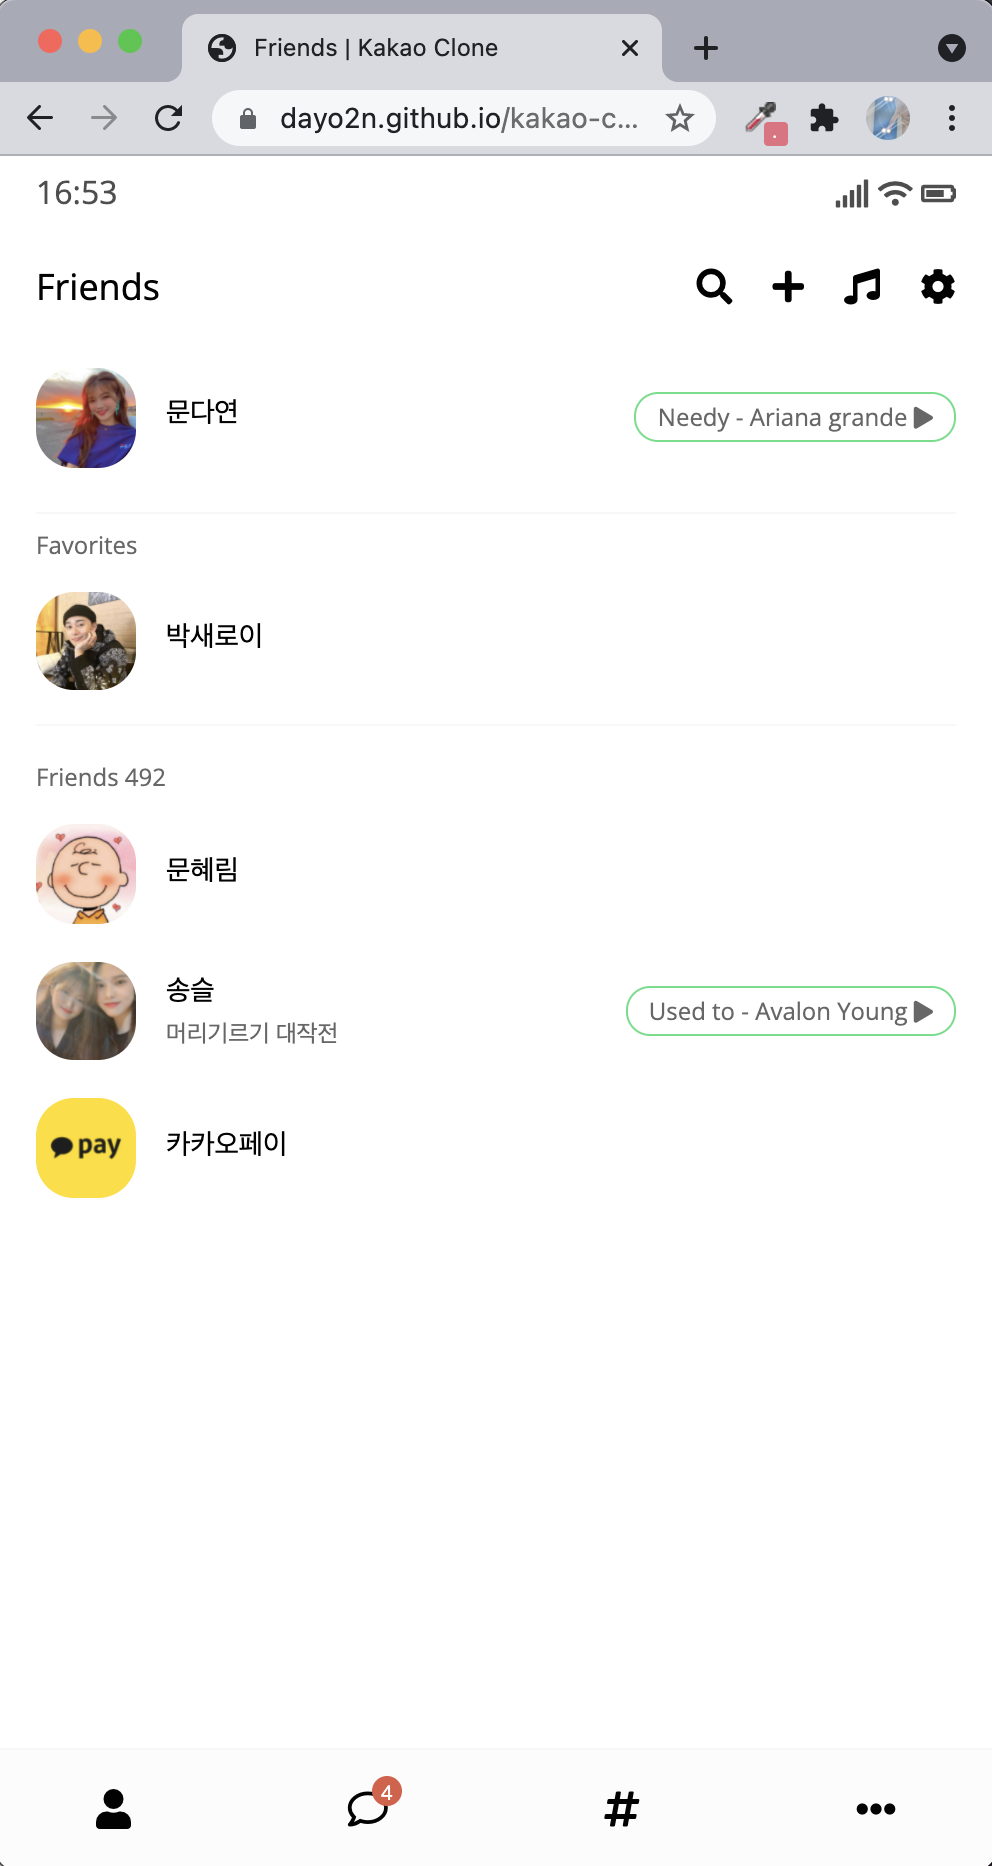 Friends | Kakao Clone
dayo2n.github.io/kakao-c...
16:53
Friends
문다연
Needy - Ariana grande
Favorites
박새로이
Friends 492
문혜림
송슬
머리기르기 대작전
Used to - Avalon Young
pay
카카오페이
4